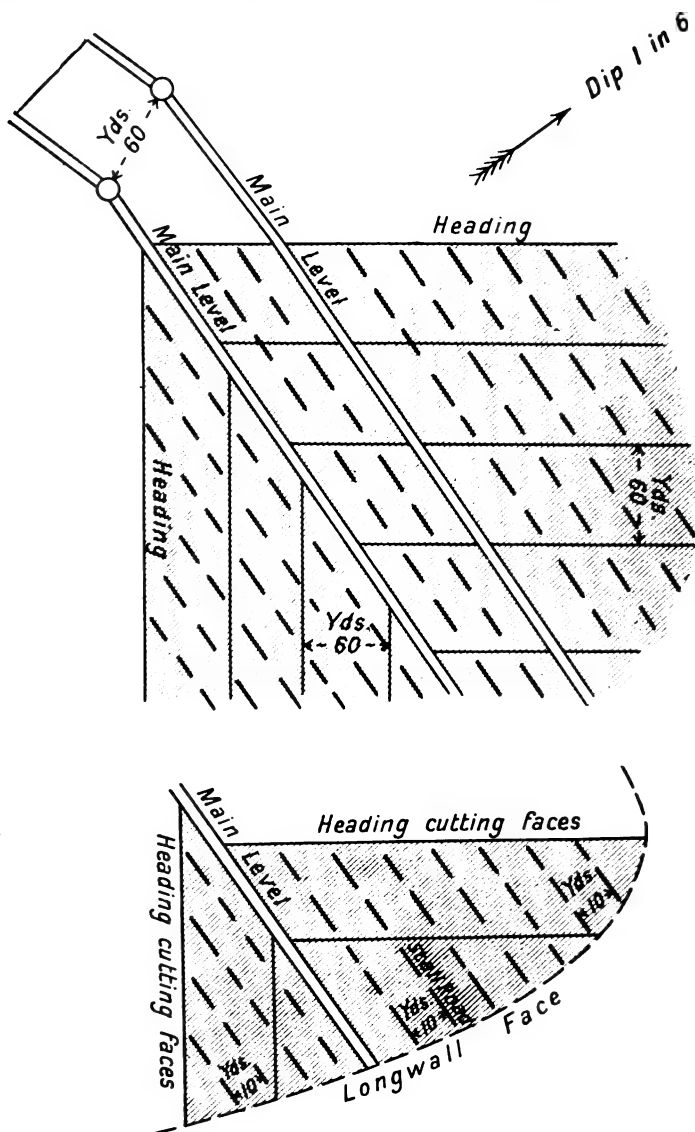 Dip 1 in 6
Yds.
60
Main
Level
Main Level
Heading
Heading
Yds.
60
Yds.
60
Main
Level
Heading cutting faces
Heading cutting faces
Yds.
10
Yds.
10
Yds.
10
Longwall Face